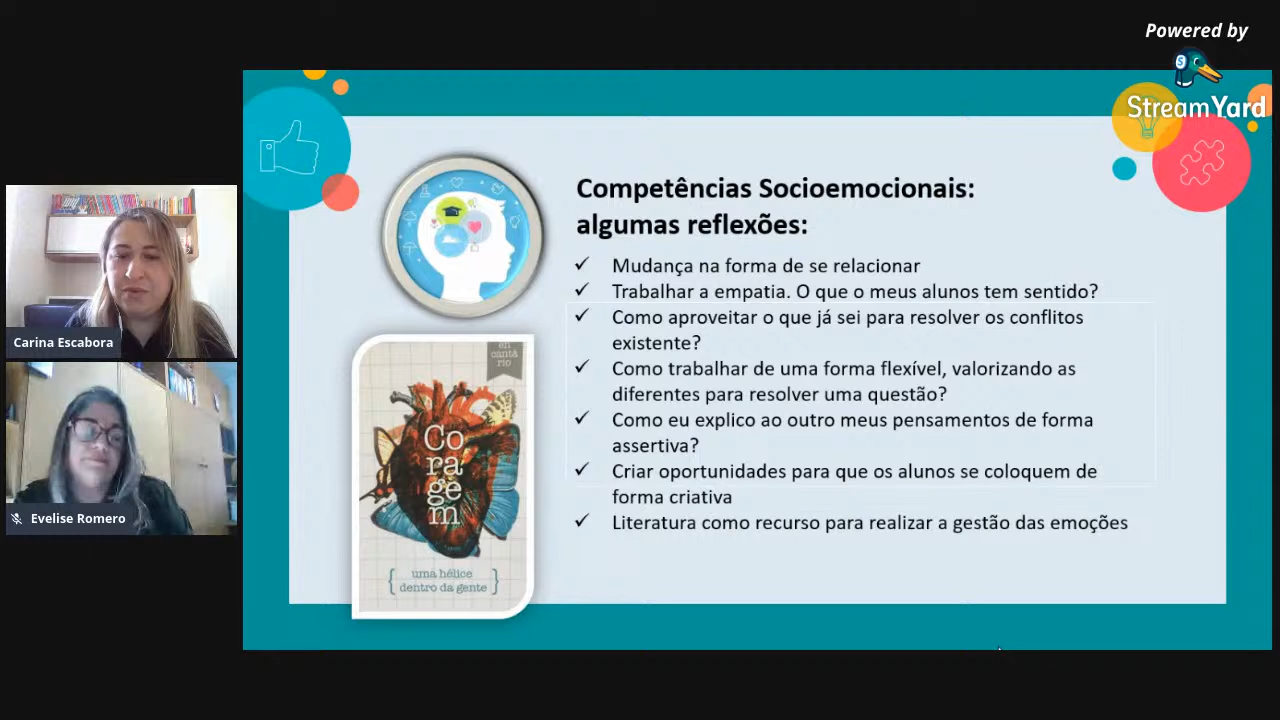 Powered by
StreamYard
Competências Socioemocionais:
algumas reflexões:
Mudança na forma de se relacionar
Trabalhar a empatia. O que o meus alunos tem sentido?
Como aproveitar o que já sei para resolver os conflitos
existente?
Como trabalhar de uma forma flexível, valorizando as
diferentes para resolver uma questão?
Como eu explico ao outro meus pensamentos de forma
assertiva?
Criar oportunidades para que os alunos se coloquem de
forma criativa
Literatura como recurso para realizar a gestão das emoções
en
cantá
rio
Co
ra
ge
m
{ uma hélice
dentro da gente }
Carina Escabora
Evelise Romero